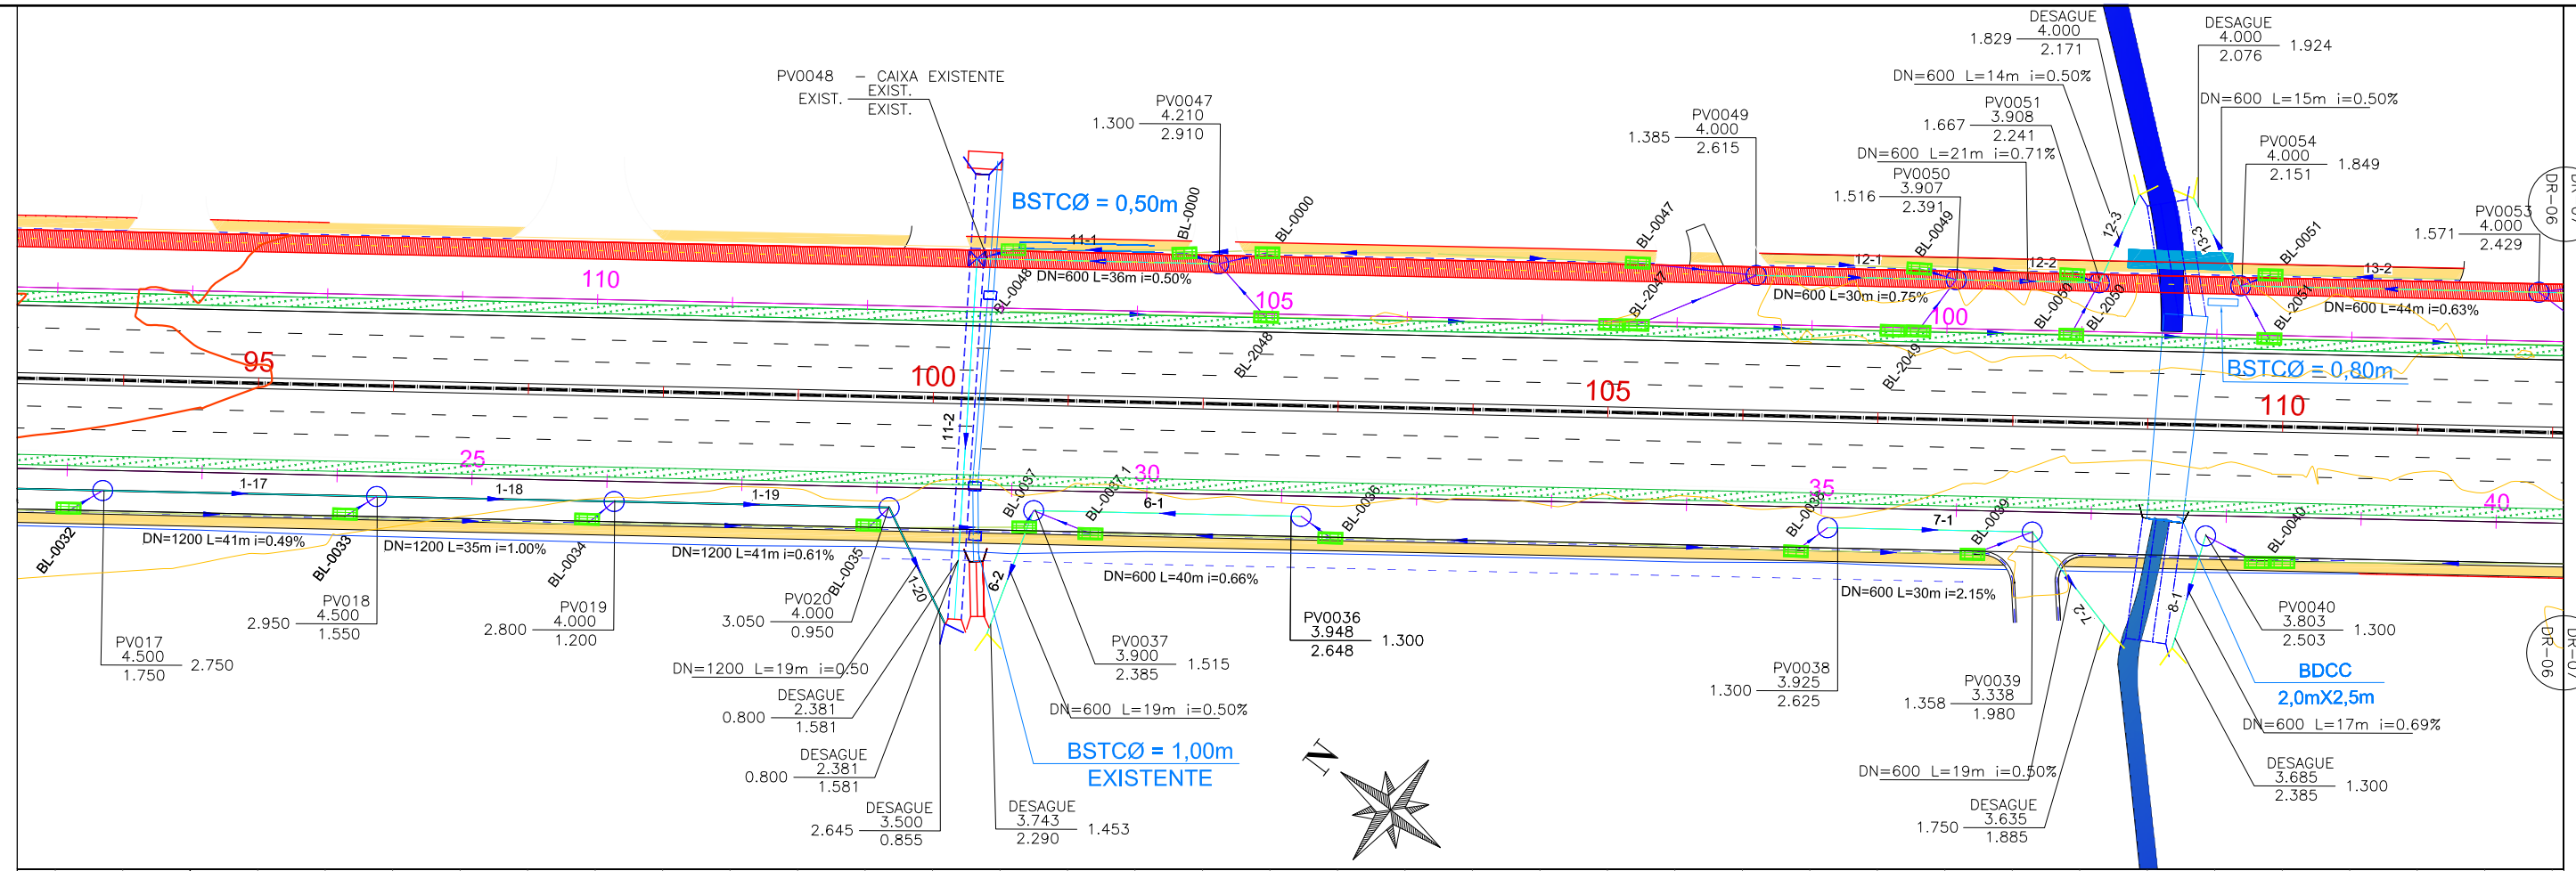 DESAGUE
4.000
1.829
2.171
DESAGUE
4.000
1.924
2.076
PV0048 – CAIXA EXISTENTE
EXIST.
EXIST.
EXIST.
DN=600 L=14m i=0.50%
DN=600 L=15m i=0.50%
PV0047
4.210
1.300
2.910
PV0049
4.000
1.385
2.615
PV0051
3.908
1.667
2.241
DN=600 L=21m i=0.71%
PV0054
4.000
1.849
2.151
PV0050
3.907
1.516
2.391
PV0053
4.000
1.571
2.429
DR-06
BSTCØ = 0,50m
BL-0000
BL-0000
BL-0047
BL-0049
12-3
13-3
BL-0051
11-1
12-1
12-2
13-2
DN=600 L=36m i=0.50%
BL-0048
DN=600 L=30m i=0.75%
DN=600 L=44m i=0.63%
110
105
100
BL-2047
BL-0050
BL-2050
BL-2051
BL-2048
BL-2049
95
100
105
110
BSTCØ = 0,80m
11-2
25
30
35
40
1-17
1-18
1-19
BL-0037
BL-0037.1
6-1
BL-0036
BL-0038
7-1
BL-0039
BL-0040
BL-0032
DN=1200 L=41m i=0.49%
BL-0033
DN=1200 L=35m i=1.00%
BL-0034
DN=1200 L=41m i=0.61%
BL-0035
1-20
6-2
DN=600 L=40m i=0.66%
DN=600 L=30m i=2.15%
7-2
8-1
PV017
4.500
2.750
1.750
PV018
4.500
2.950
1.550
PV019
4.000
2.800
1.200
PV020
4.000
3.050
0.950
PV0036
3.948
1.300
2.648
PV0037
3.900
1.515
2.385
PV0038
3.925
1.300
2.625
PV0039
3.338
1.358
1.980
PV0040
3.803
1.300
2.503
DR-06
DR-07
DN=1200 L=19m i=0.50
DESAGUE
2.381
0.800
1.581
DN=600 L=19m i=0.50%
BDCC
2,0mX2,5m
DN=600 L=17m i=0.69%
BSTCØ = 1,00m
EXISTENTE
DESAGUE
2.381
0.800
1.581
N
DN=600 L=19m i=0.50%
DESAGUE
3.685
1.300
2.385
DESAGUE
3.500
2.645
0.855
DESAGUE
3.743
1.453
2.290
DESAGUE
3.635
1.750
1.885